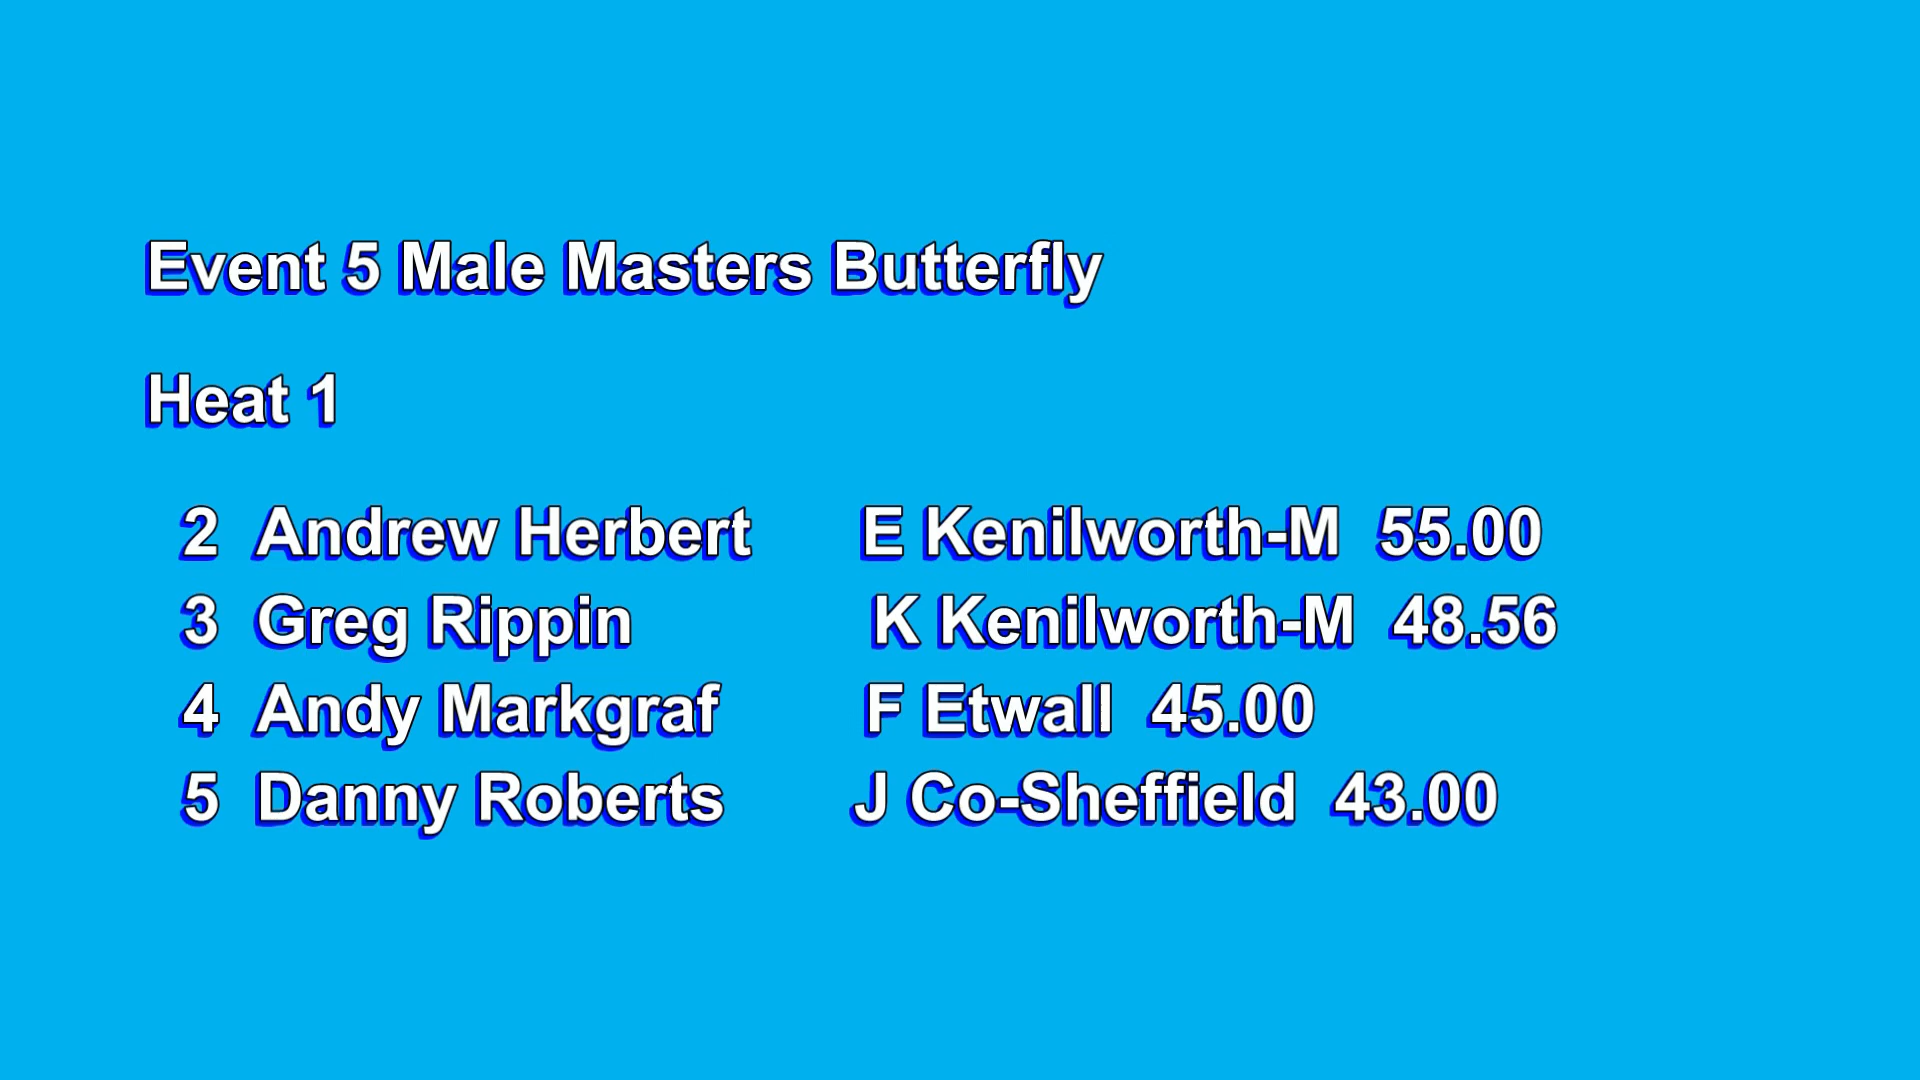 Event 5 Male Masters Butterfly
Heat 1
2 Andrew Herbert E Kenilworth-M 55.00
3 Greg Rippin K Kenilworth-M 48.56
4 Andy Markgraf F Etwall 45.00
5 Danny Roberts J Co-Sheffield 43.00